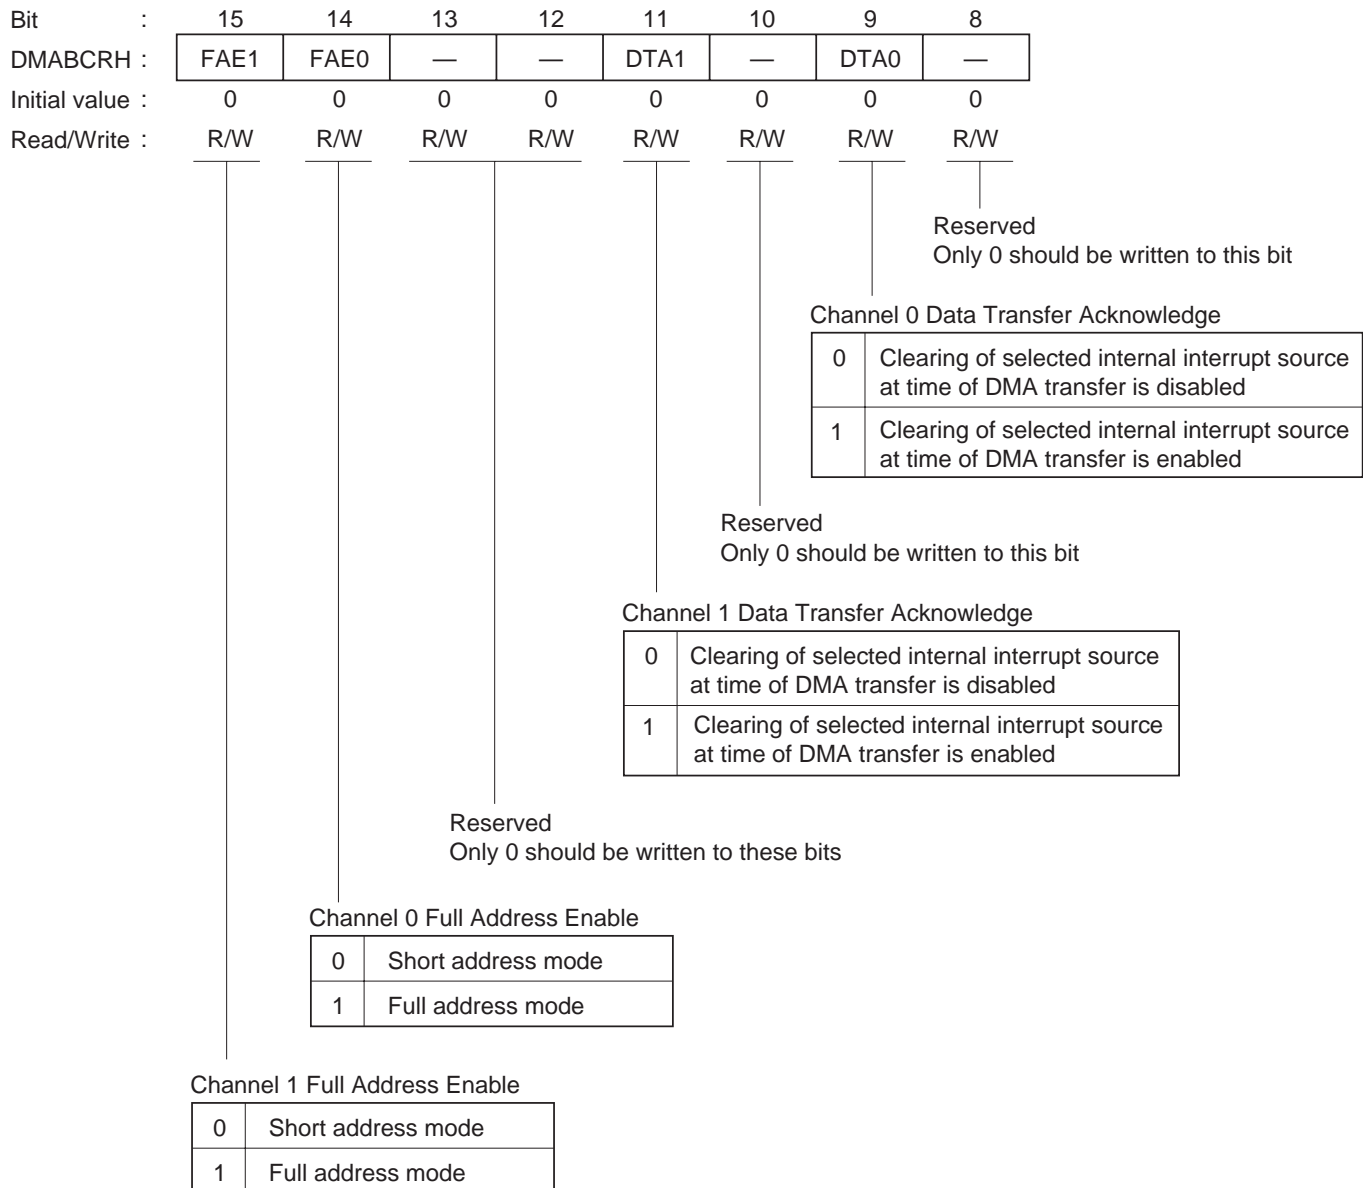 Bit : 15 14 13 12 11 10 9 8
DMABCRH : FAE1 FAE0 — — DTA1 — DTA0 —
Initial value : 0 0 0 0 0 0 0 0
Read/Write : R/W R/W R/W R/W R/W R/W R/W R/W
Reserved
Only 0 should be written to this bit
Channel 0 Data Transfer Acknowledge
0 Clearing of selected internal interrupt source
at time of DMA transfer is disabled
1 Clearing of selected internal interrupt source
at time of DMA transfer is enabled
Reserved
Only 0 should be written to this bit
Channel 1 Data Transfer Acknowledge
0 Clearing of selected internal interrupt source
at time of DMA transfer is disabled
1 Clearing of selected internal interrupt source
at time of DMA transfer is enabled
Reserved
Only 0 should be written to these bits
Channel 0 Full Address Enable
0 Short address mode
1 Full address mode
Channel 1 Full Address Enable
0 Short address mode
1 Full address mode